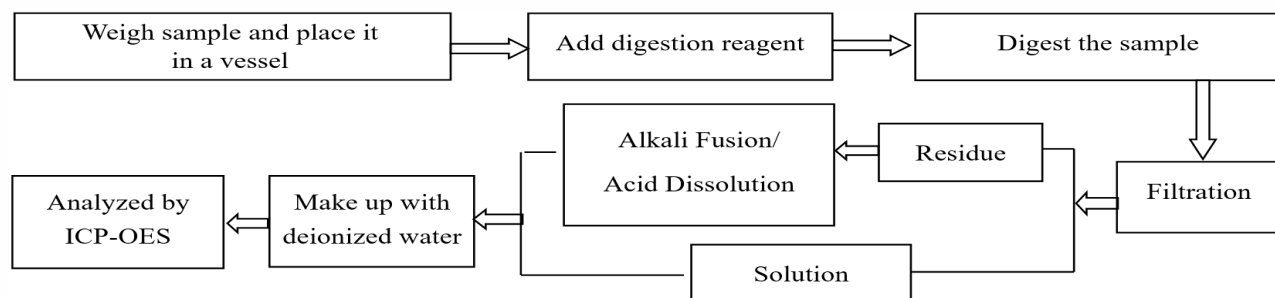 Weigh sample and place it
in a vessel
Add digestion reagent
Digest the sample
Filtration
Residue
Alkali Fusion/
Acid Dissolution
Solution
Make up with
deionized water
Analyzed by
ICP-OES